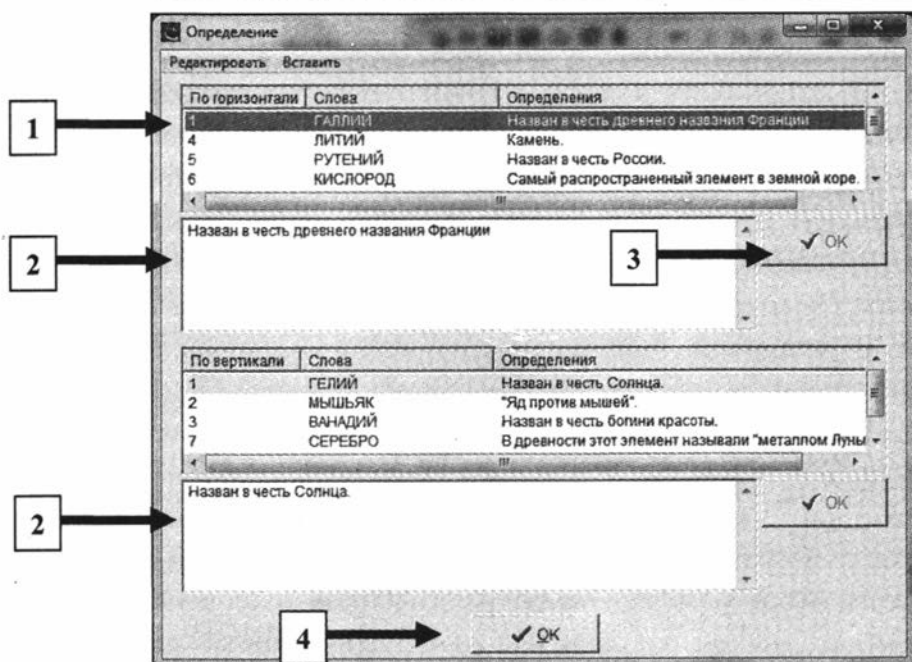 Определение
Редактировать Вставить
По горизонтали Слова Определения
1 1 ГАЛЛИЙ Назван в честь древнего названия Франции
4 ЛИТИЙ Камень.
5 РУТЕНИЙ Назван в честь России.
6 КИСЛОРОД Самый распространенный элемент в земной коре.
Назван в честь древнего названия Франции
2 3 OK
По вертикали Слова Определения
1 ГЕЛИЙ Назван в честь Солнца.
2 МЫШЬЯК "Яд против мышей".
3 ВАНАДИЙ Назван в честь богини красоты.
7 СЕРЕБРО В древности этот элемент называли "металлом Луны
Назван в честь Солнца.
2 OK
4 OK